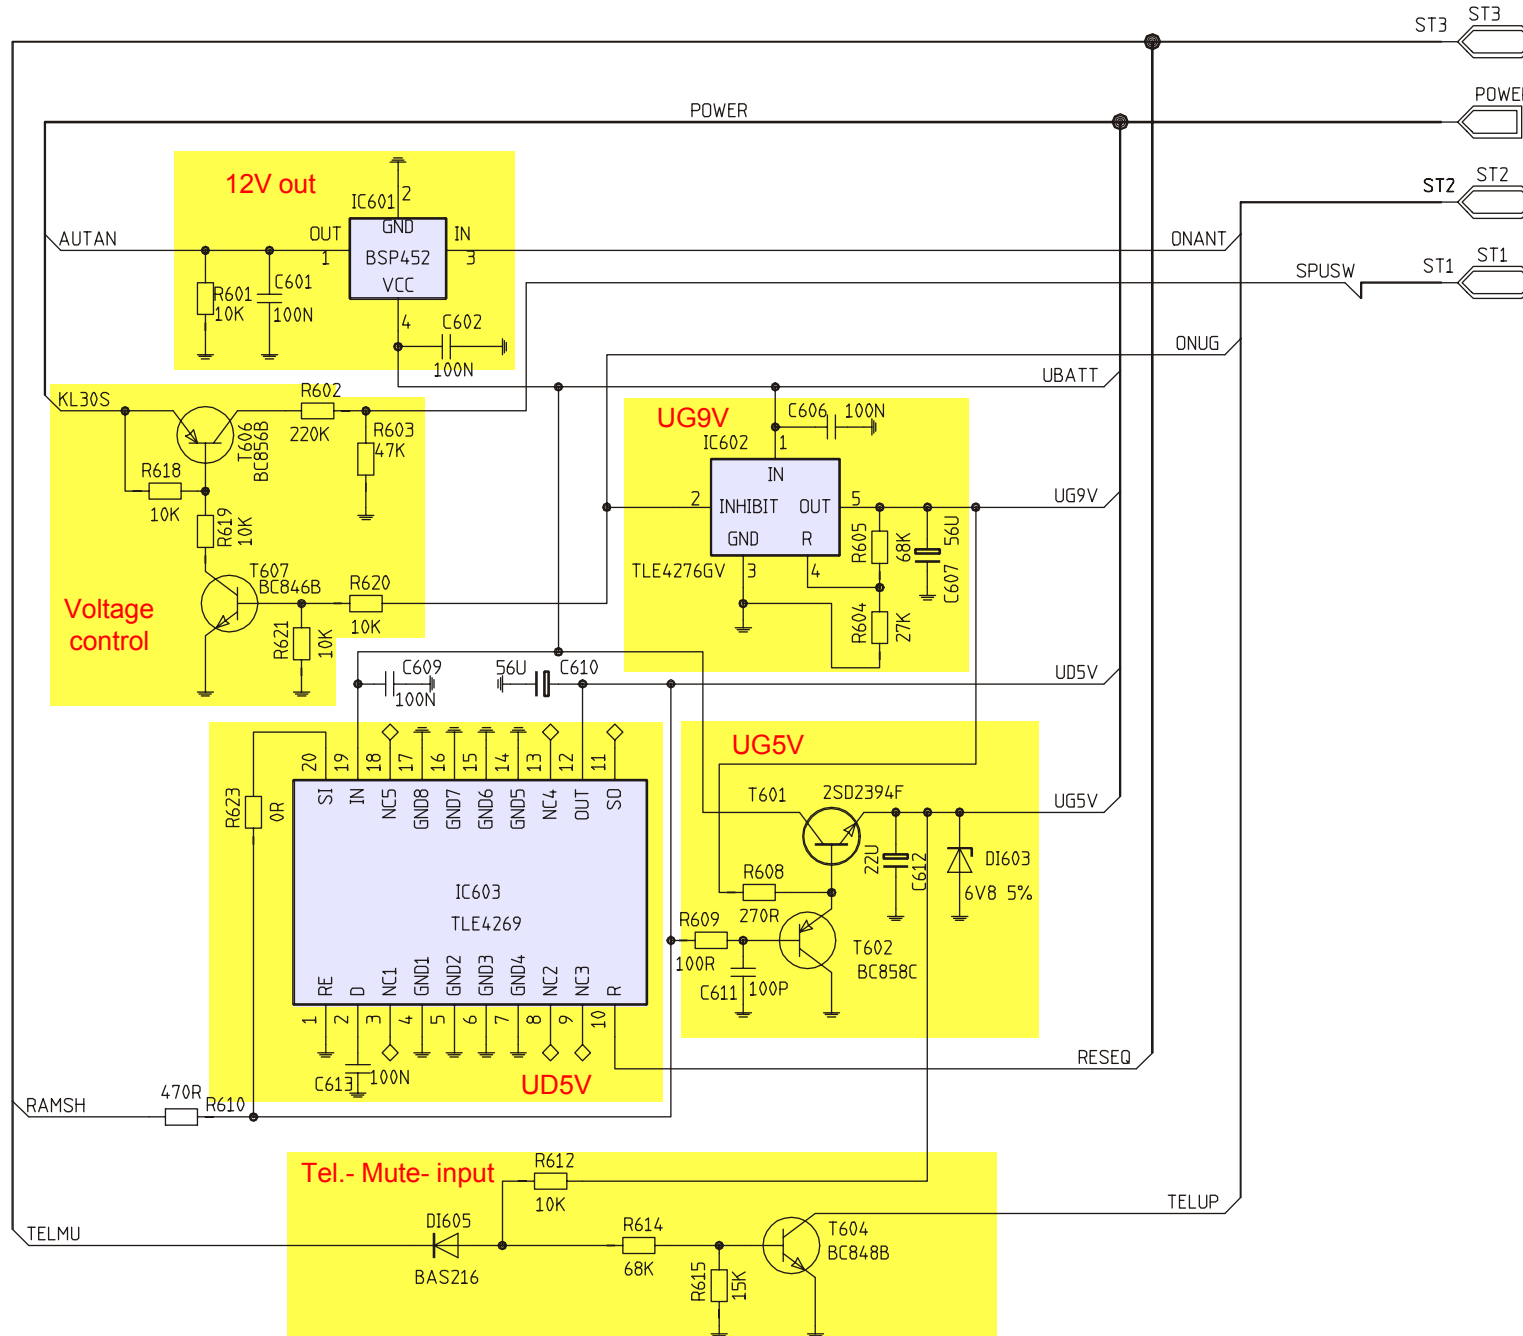 ST3
ST3
POWER
POWE
12V out
ST2
ST2
IC601
2
GND
OUT
IN
BSP452
1
3
VCC
4
AUTAN
ONANT
R601
10K
C601
100N
C602
100N
SPUSW
ST1
ST1
ONUG
UBATT
KL30S
R602
220K
T606
BC856B
R603
47K
R618
10K
R619
10K
T607
BC846B
R620
10K
R621
10K
Voltage
control
UG9V
C606
100N
IC602
1
IN
2
INHIBIT
OUT
5
GND
R
TLE4276GV
3
4
R605
68K
56U
C607
R604
27K
UG9V
C609
100N
56U
C610
UD5V
R623
0R
20
19
18
17
16
15
14
13
12
11
SI
IN
NC5
GND8
GND7
GND6
GND5
NC4
OUT
SO
IC603
TLE4269
RE
D
NC1
GND1
GND2
GND3
GND4
NC2
NC3
R
1
2
3
4
5
6
7
8
9
10
C613
100N
UD5V
UG5V
T601
2SD2394F
UG5V
22U
C612
DI603
6V8 5%
R608
270R
R609
100R
T602
BC858C
C611
100P
RESEQ
RAMSH
470R
R610
Tel.- Mute- input
R612
10K
TELMU
DI605
BAS216
R614
68K
R615
15K
T604
BC848B
TELUP